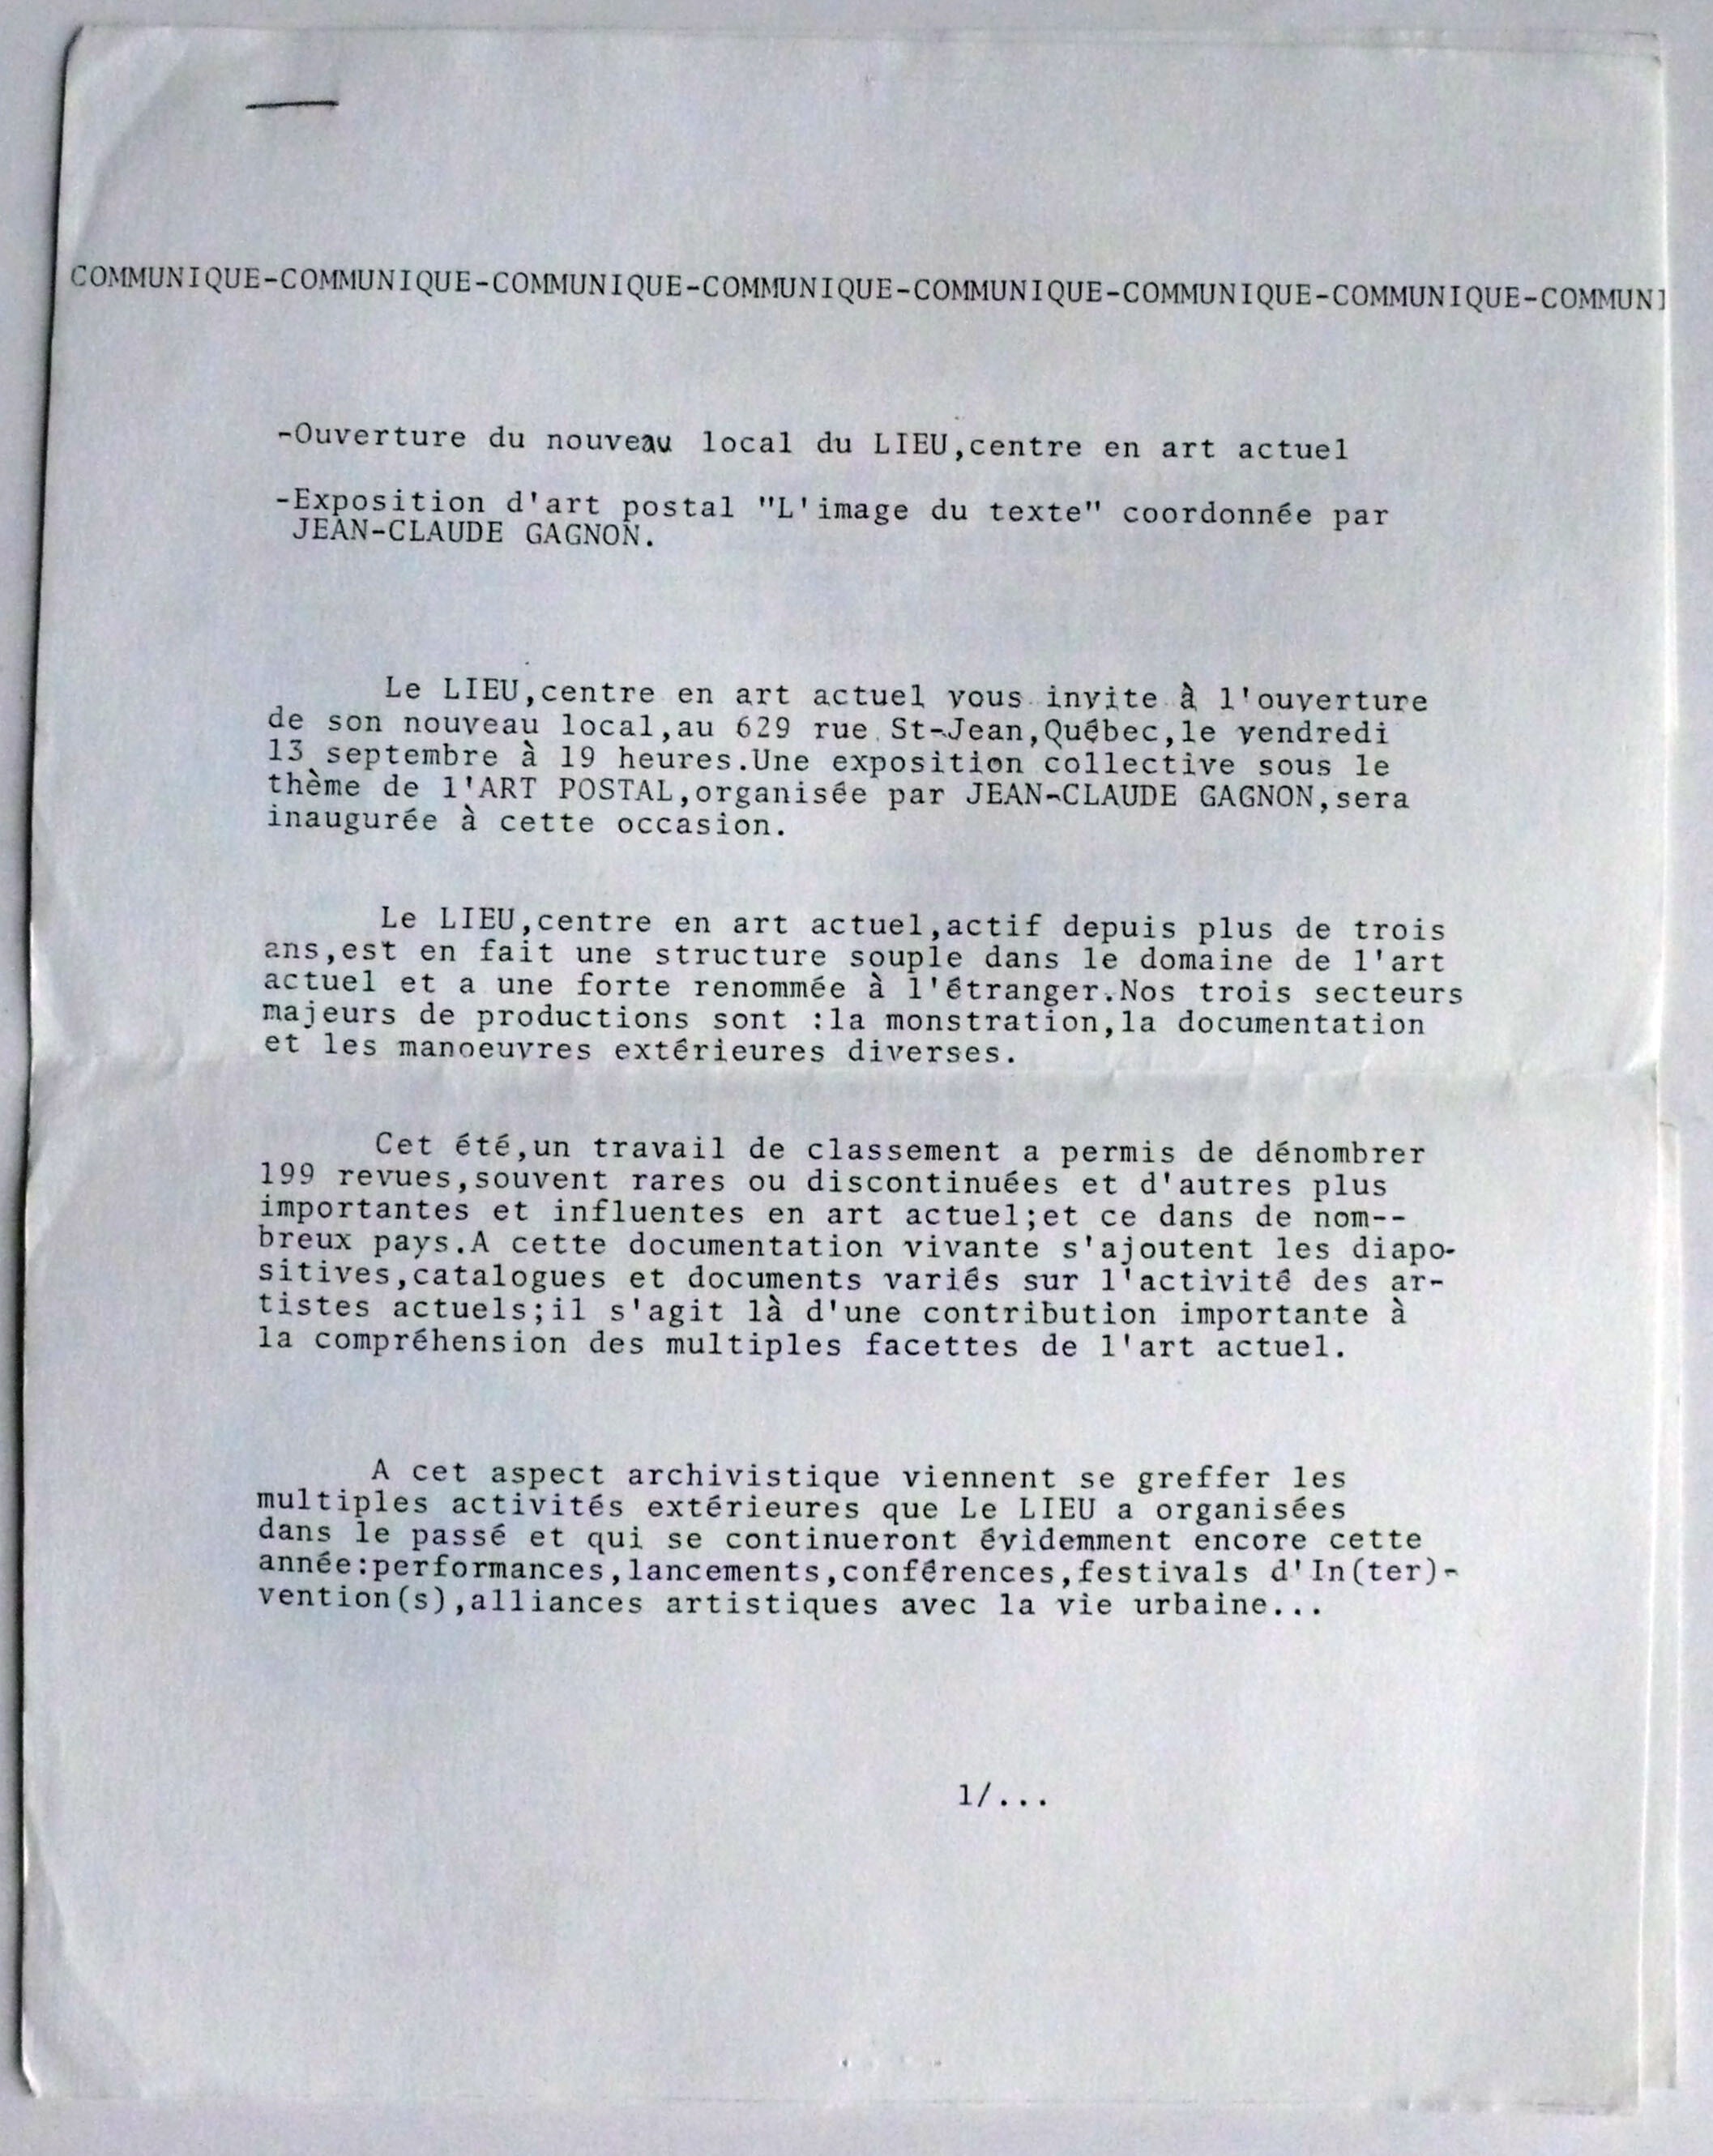 COMMUNIQUE-COMMUNIQUE-COMMUNIQUE-COMMUNIQUE-COMMUNIQUE-COMMUNIQUE-COMMUNIQUE-COMMUNI
-Ouverture du nouveau local du LIEU,centre en art actuel
-Exposition d'art postal "L'image du texte" coordonnée par
JEAN-CLAUDE GAGNON.
Le LIEU,centre en art actuel vous invite à l'ouverture
de son nouveau local,au 629 rue St-Jean,Québec,le vendredi
13 septembre à 19 heures.Une exposition collective sous le
thème de l'ART POSTAL,organisée par JEAN-CLAUDE GAGNON,sera
inaugurée à cette occasion.
Le LIEU,centre en art actuel,actif depuis plus de trois
ans,est en fait une structure souple dans le domaine de l'art
actuel et a une forte renommée à l'étranger.Nos trois secteurs
majeurs de productions sont :la monstration,la documentation
et les manoeuvres extérieures diverses.
Cet été,un travail de classement a permis de dénombrer
199 revues,souvent rares ou discontinuées et d'autres plus
importantes et influentes en art actuel;et ce dans de nom--
breux pays.A cette documentation vivante s'ajoutent les diapo-
sitives,catalogues et documents variés sur l'activité des ar-
tistes actuels;il s'agit là d'une contribution importante à
la compréhension des multiples facettes de l'art actuel.
A cet aspect archivistique viennent se greffer les
multiples activités extérieures que Le LIEU a organisées
dans le passé et qui se continueront évidemment encore cette
année:performances,lancements,conférences,festivals d'In(ter)-
vention(s),alliances artistiques avec la vie urbaine...
1/...